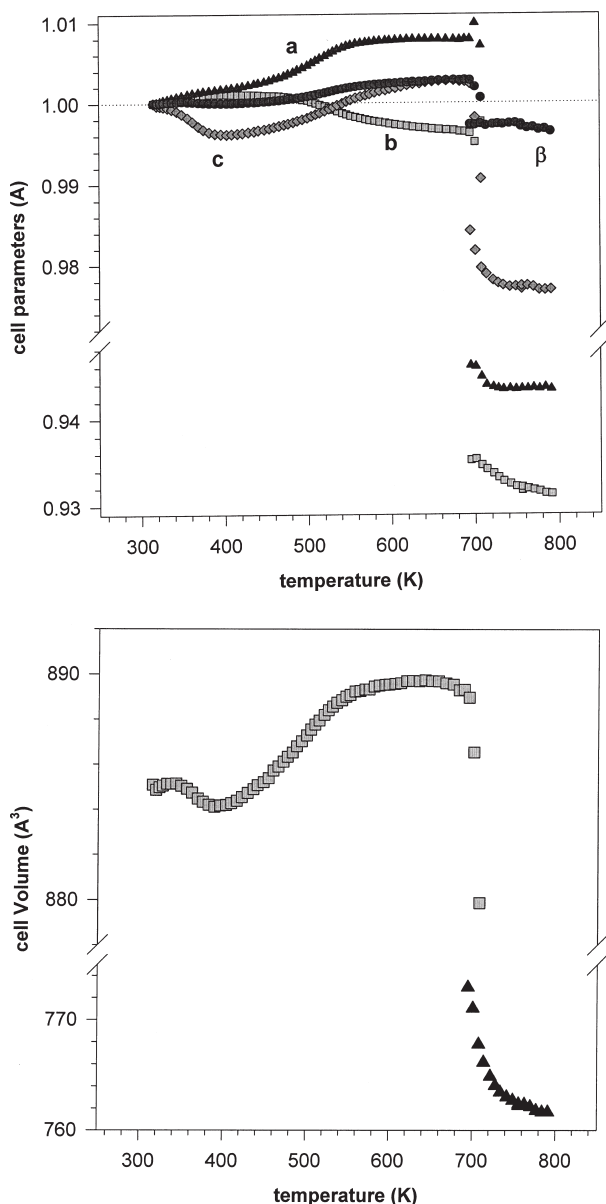 1.01
a
1.00
b
c
β
0.99
0.98
0.94
0.93
cell parameters (A)
300 400 500 600 700 800
temperature (K)
890
880
770
760
cell Volume (A³)
300 400 500 600 700 800
temperature (K)